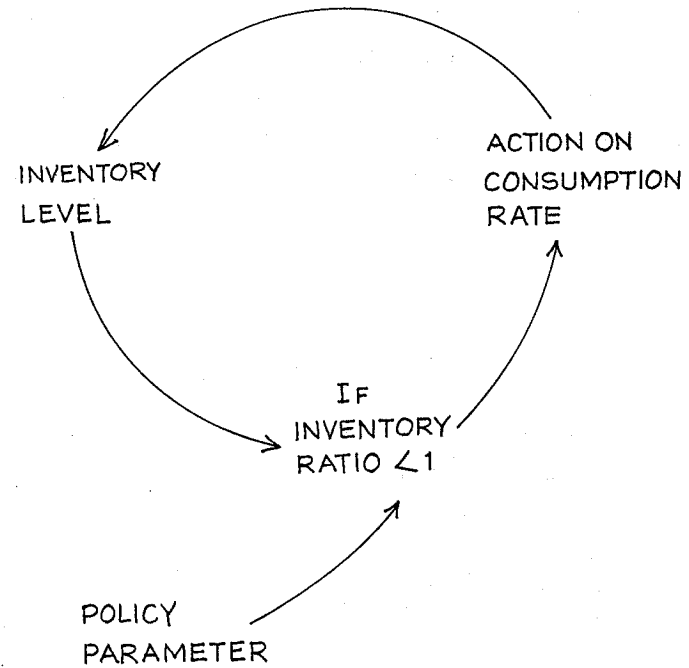 INVENTORY
LEVEL
ACTION ON
CONSUMPTION
RATE
IF
INVENTORY
RATIO <1
POLICY
PARAMETER